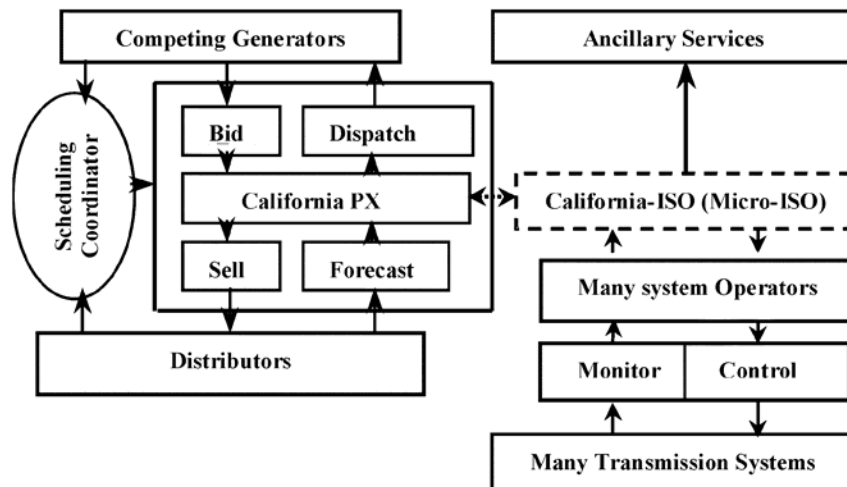 Competing Generators
Ancillary Services
Bid
Dispatch
Scheduling
Coordinator
California PX
California-ISO (Micro-ISO)
Sell
Forecast
Many system Operators
Distributors
Monitor
Control
Many Transmission Systems